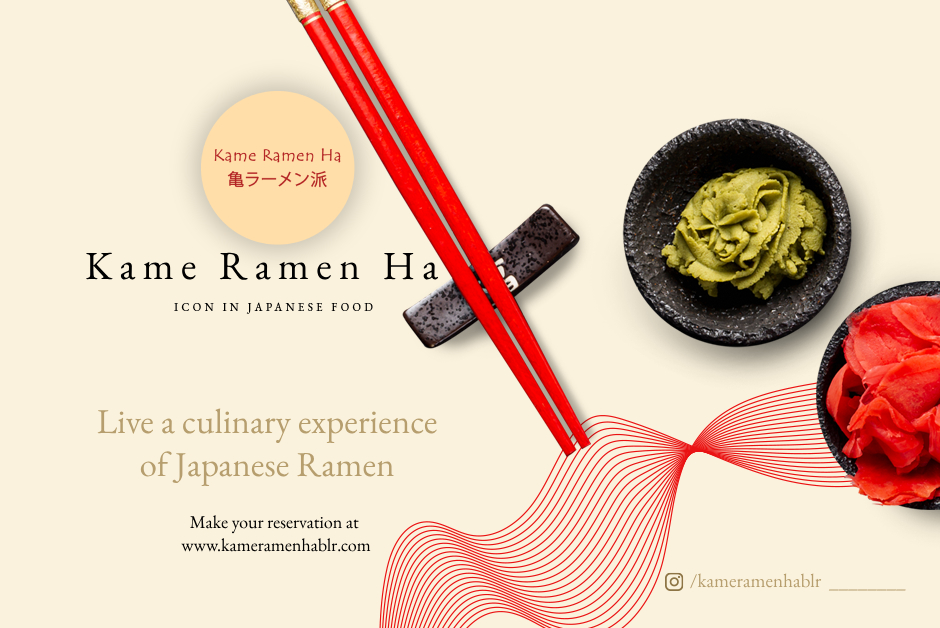 Kame Ramen Ha
亀ラーメン派
Kame Ramen Ha
ICON IN JAPANESE FOOD
Live a culinary experience
of Japanese Ramen
Make your reservation at
www.kameramenhablr.com
/kameramenhablr ________